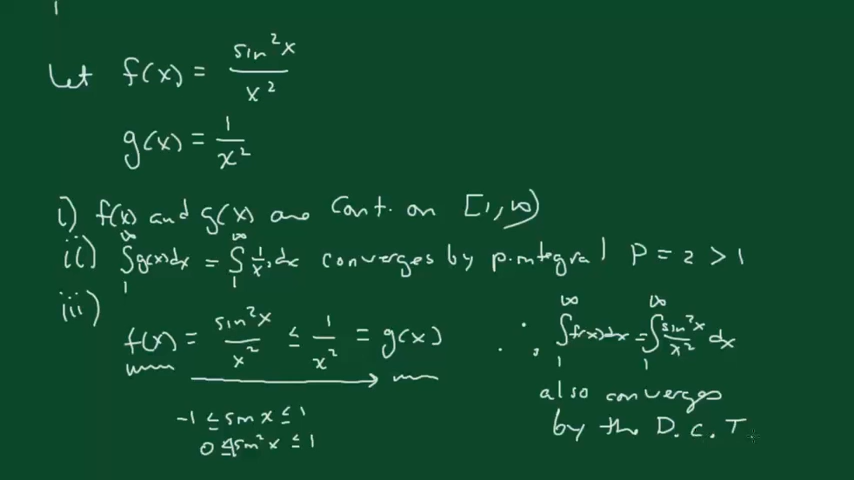 Let f(x) = sin²x / x²
g(x) = 1 / x²
i) f(x) and g(x) are cont. on [1, ∞)
ii) ∫₁^∞ g(x)dx = ∫₁^∞ 1/x² dx converges by p.integral P = 2 > 1
iii)
f(x) = sin²x / x² ≤ 1 / x² = g(x)
-1 ≤ sin x ≤ 1
0 ≤ sin²x ≤ 1
∴ ∫₁^∞ f(x)dx = ∫₁^∞ sin²x / x² dx
also converges
by the D.C.T